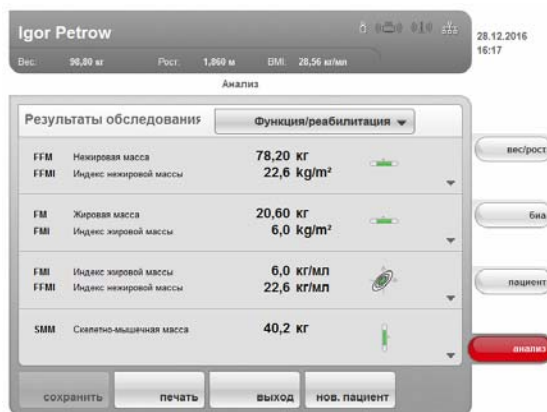 Igor Petrow
28.12.2016
16:17
Вес: 98,80 кг Рост: 1,860 м BMI: 28,56 кг/мп
Анализ
Результаты обследования Функция/реабилитация
FFM Нежировая масса 78,20 кг
FFMI Индекс нежировой массы 22,6 kg/m²
вес/рост
FM Жировая масса 20,60 кг
FMI Индекс жировой массы 6,0 kg/m²
биа
FMI Индекс жировой массы 6,0 кг/мп
FFMI Индекс нежировой массы 22,6 кг/мп
пациент
SMM Скелетно-мышечная масса 40,2 кг
анализ
сохранить печать выход нов. пациент